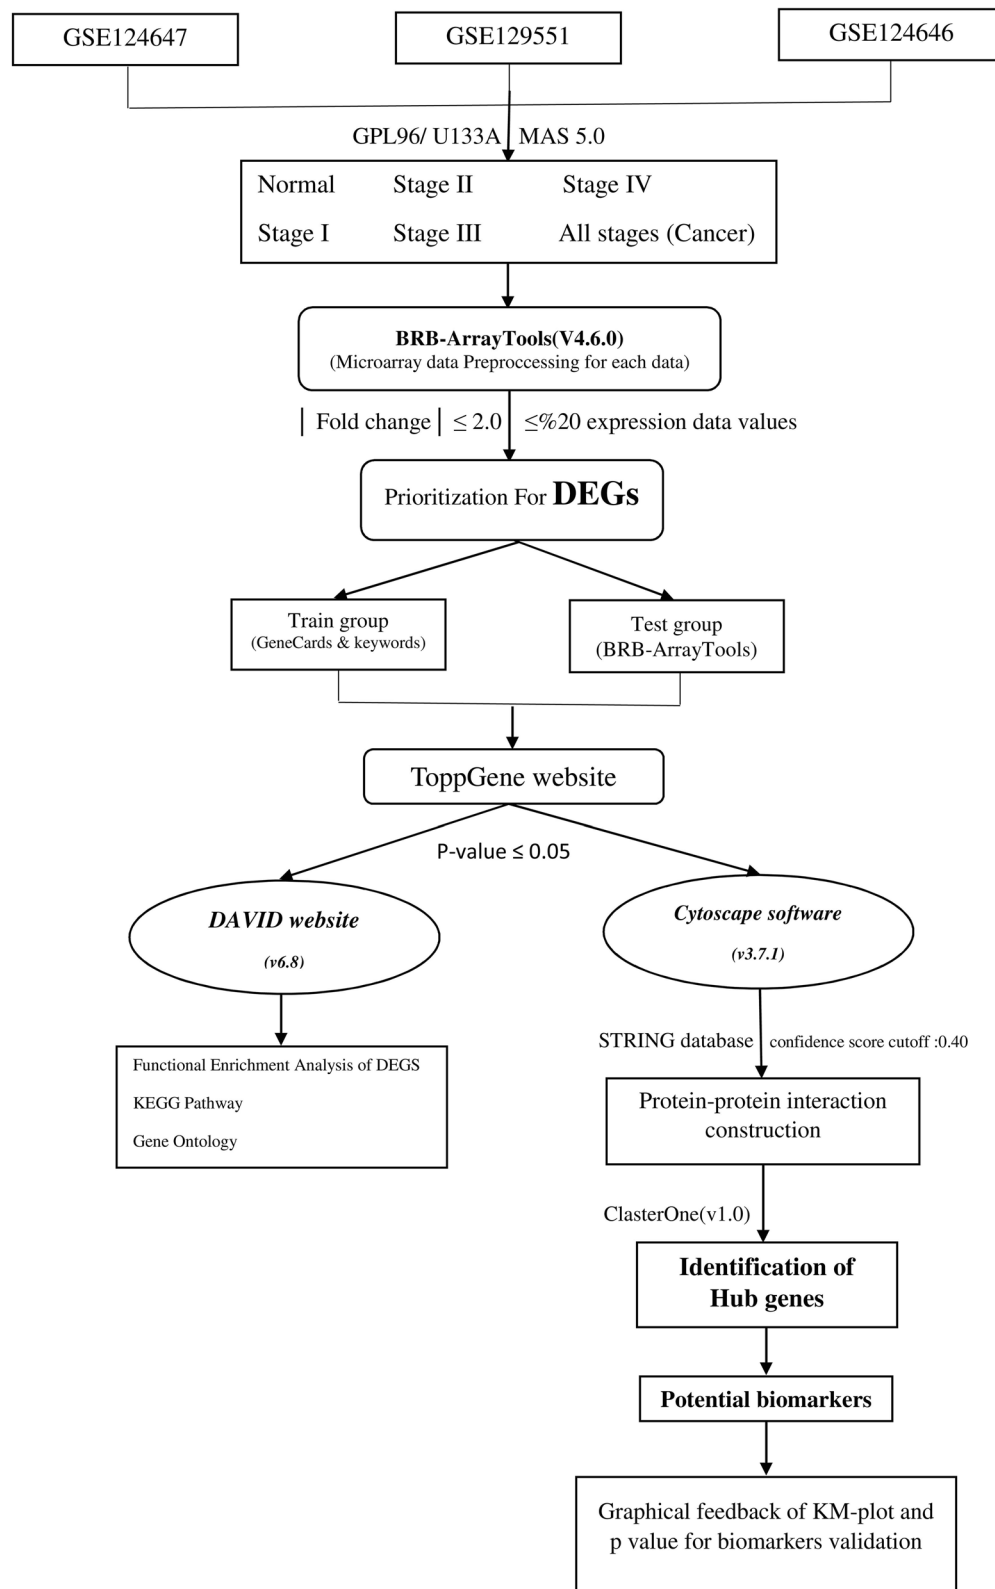 GSE124647
GSE129551
GSE124646
GPL96/ U133A MAS 5.0
Normal Stage II Stage IV
Stage I Stage III All stages (Cancer)
BRB-ArrayTools(V4.6.0)
(Microarray data Preproccessing for each data)
| Fold change | ≤ 2.0 ≤%20 expression data values
Prioritization For DEGs
Train group
(GeneCards & keywords)
Test group
(BRB-ArrayTools)
ToppGene website
P-value ≤ 0.05
DAVID website
(v6.8)
Cytoscape software
(v3.7.1)
Functional Enrichment Analysis of DEGS
KEGG Pathway
Gene Ontology
STRING database confidence score cutoff :0.40
Protein-protein interaction
construction
ClasterOne(v1.0)
Identification of
Hub genes
Potential biomarkers
Graphical feedback of KM-plot and
p value for biomarkers validation